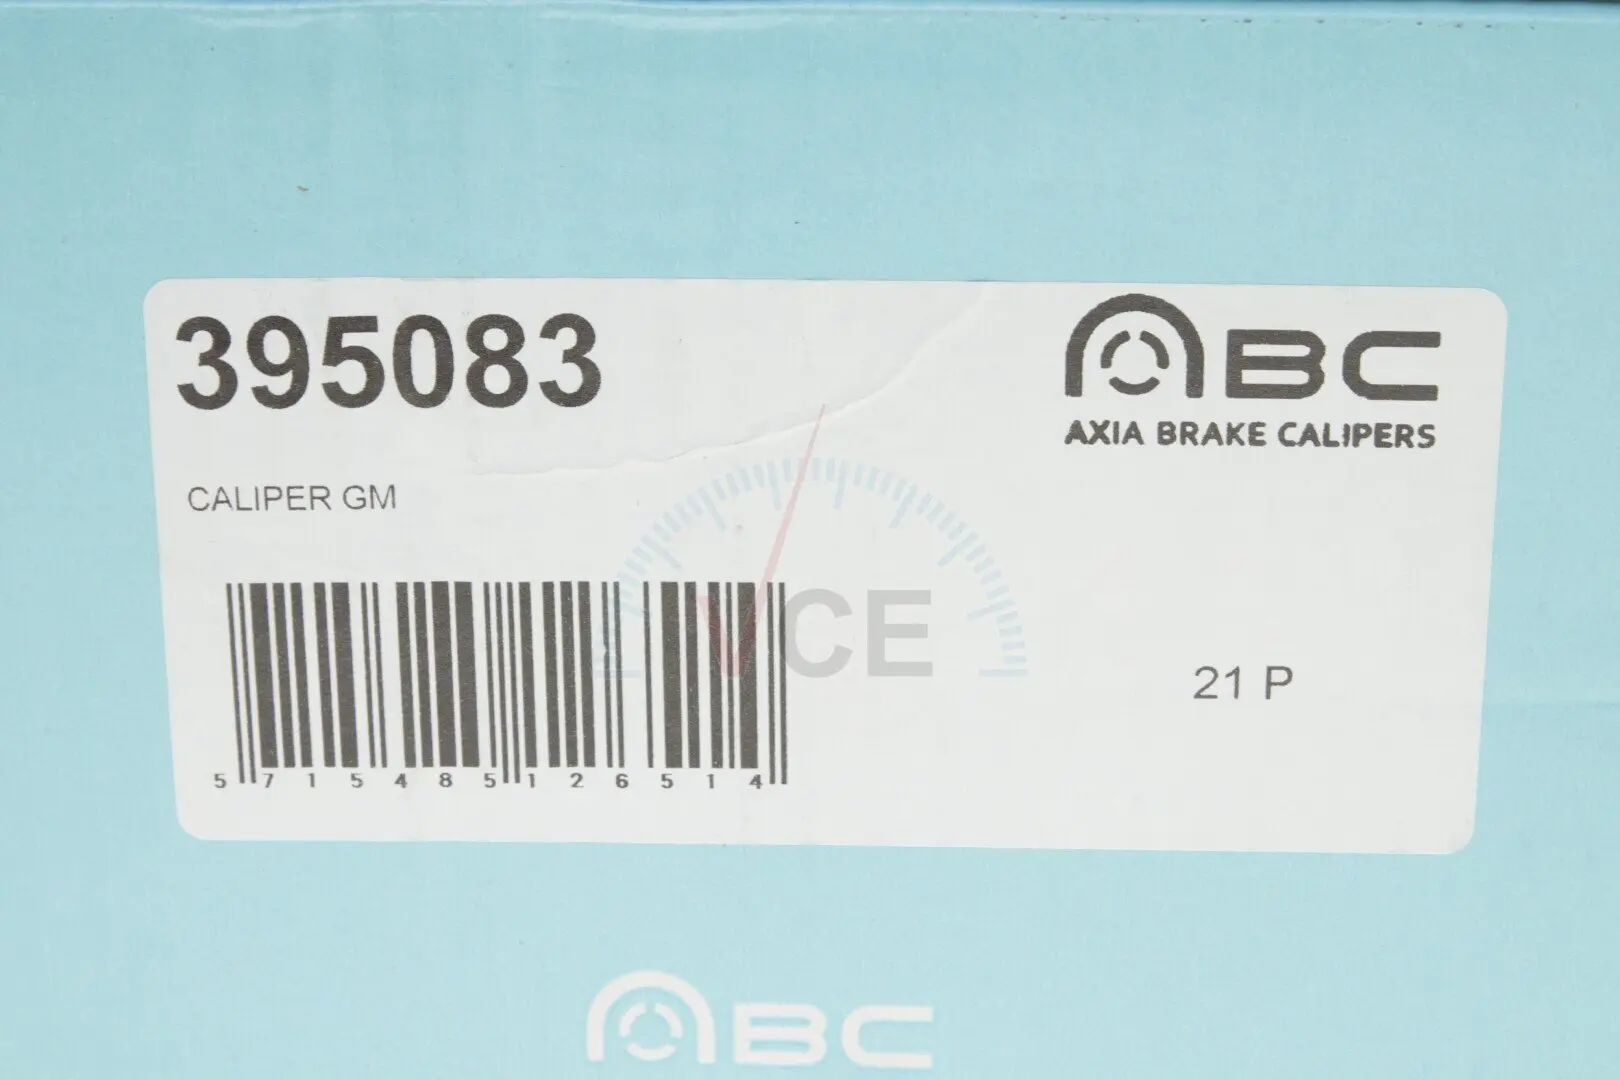 395083
ABC
AXIA BRAKE CALIPERS
CALIPER GM
VCE
21 P
5 715485 126514
ABC